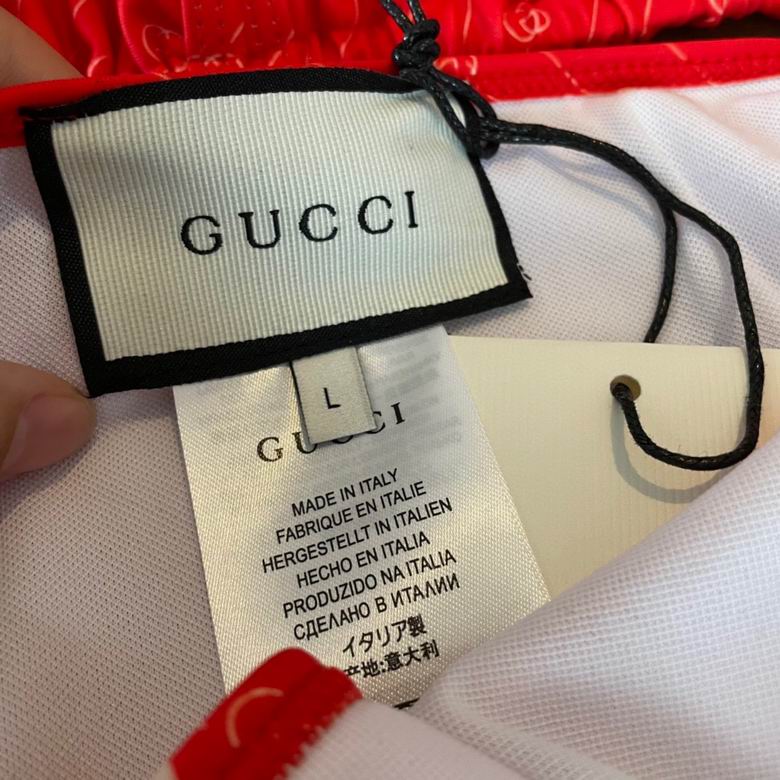 GUCCI
L
GUCCI
MADE IN ITALY
FABRIQUE EN ITALIE
HERGESTELLT IN ITALIEN
HECHO EN ITALIA
PRODUZIDO NA ITALIA
СДЕЛАНО В ИТАЛИИ
イタリア製
产地:意大利